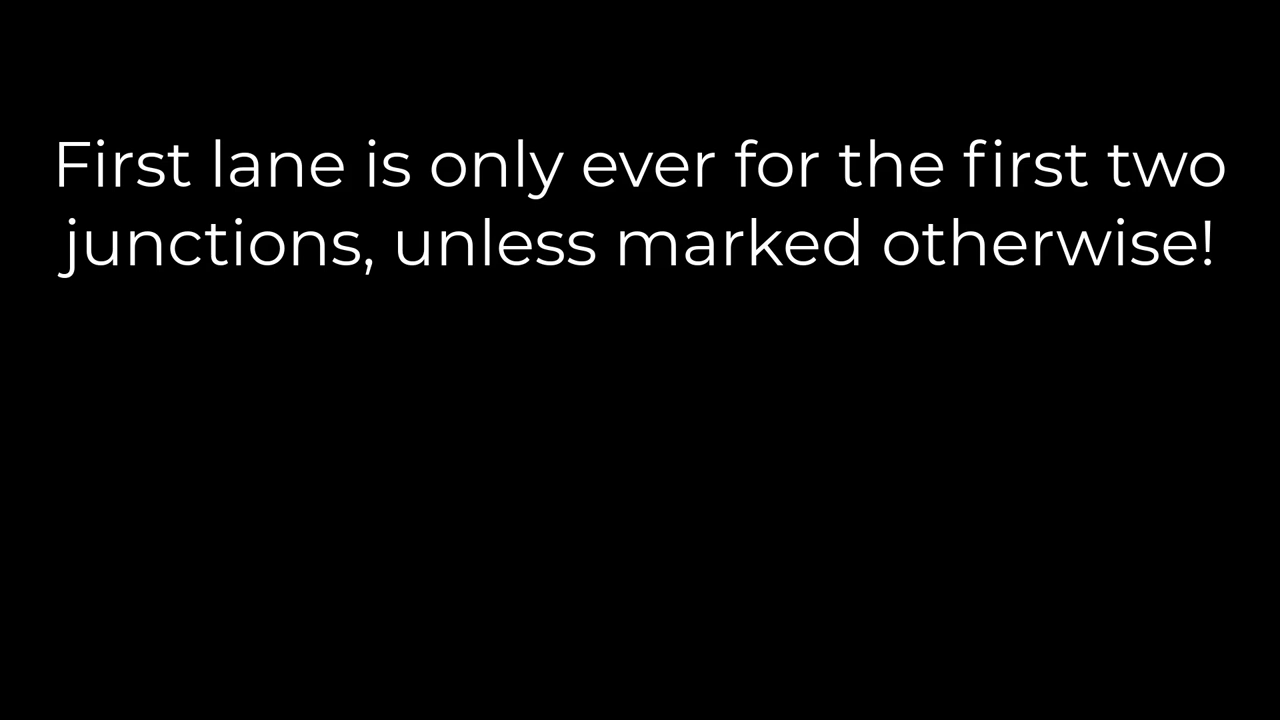 First lane is only ever for the first two
junctions, unless marked otherwise!